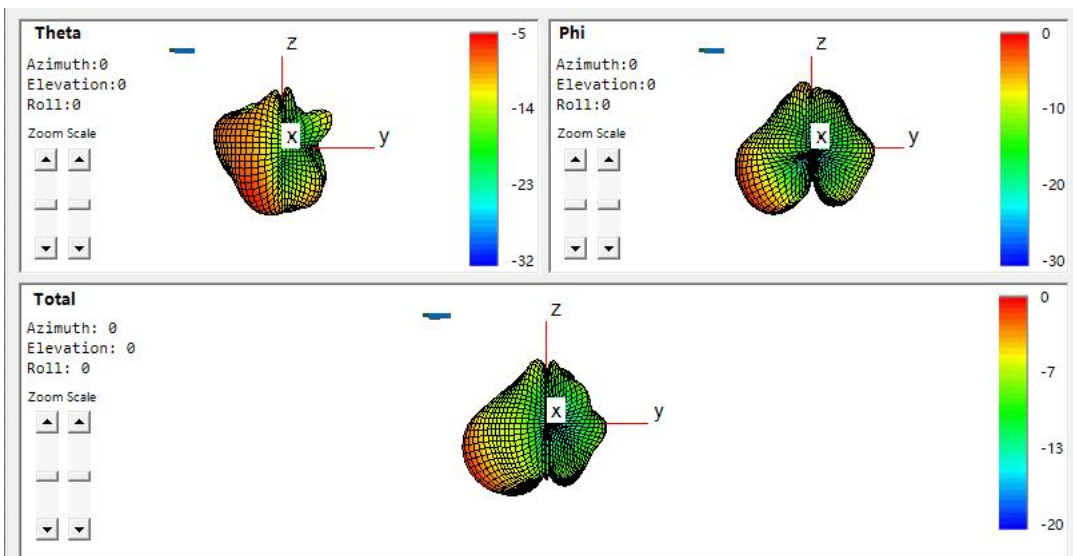 Theta
Azimuth:0
Elevation:0
Roll:0
Zoom Scale
z
x
y
-5
-14
-23
-32
Phi
Azimuth:0
Elevation:0
Roll:0
Zoom Scale
z
x
y
0
-10
-20
-30
Total
Azimuth: 0
Elevation: 0
Roll: 0
Zoom Scale
z
x
y
0
-7
-13
-20